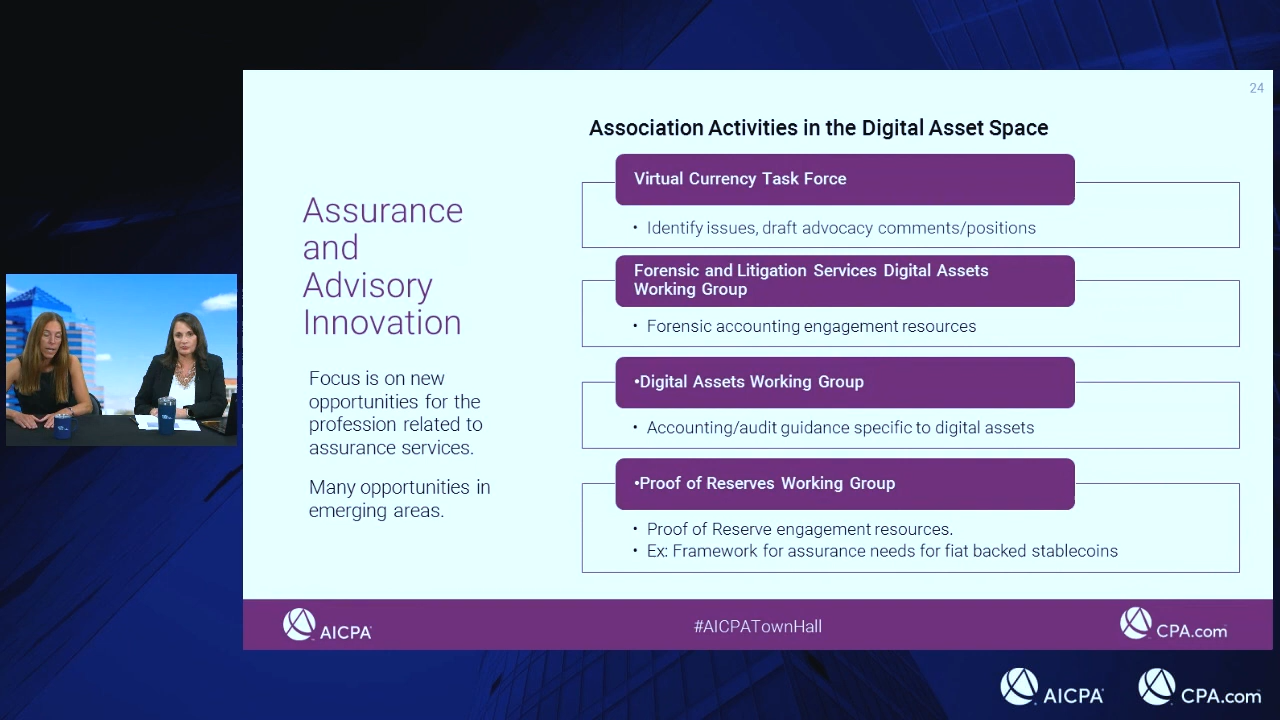 24
Association Activities in the Digital Asset Space
Assurance
and
Advisory
Innovation
Focus is on new
opportunities for the
profession related to
assurance services.
Many opportunities in
emerging areas.
Virtual Currency Task Force
• Identify issues, draft advocacy comments/positions
Forensic and Litigation Services Digital Assets
Working Group
• Forensic accounting engagement resources
•Digital Assets Working Group
• Accounting/audit guidance specific to digital assets
•Proof of Reserves Working Group
• Proof of Reserve engagement resources.
• Ex: Framework for assurance needs for fiat backed stablecoins
AICPA
#AICPATownHall
CPA.com
AICPA
CPA.com